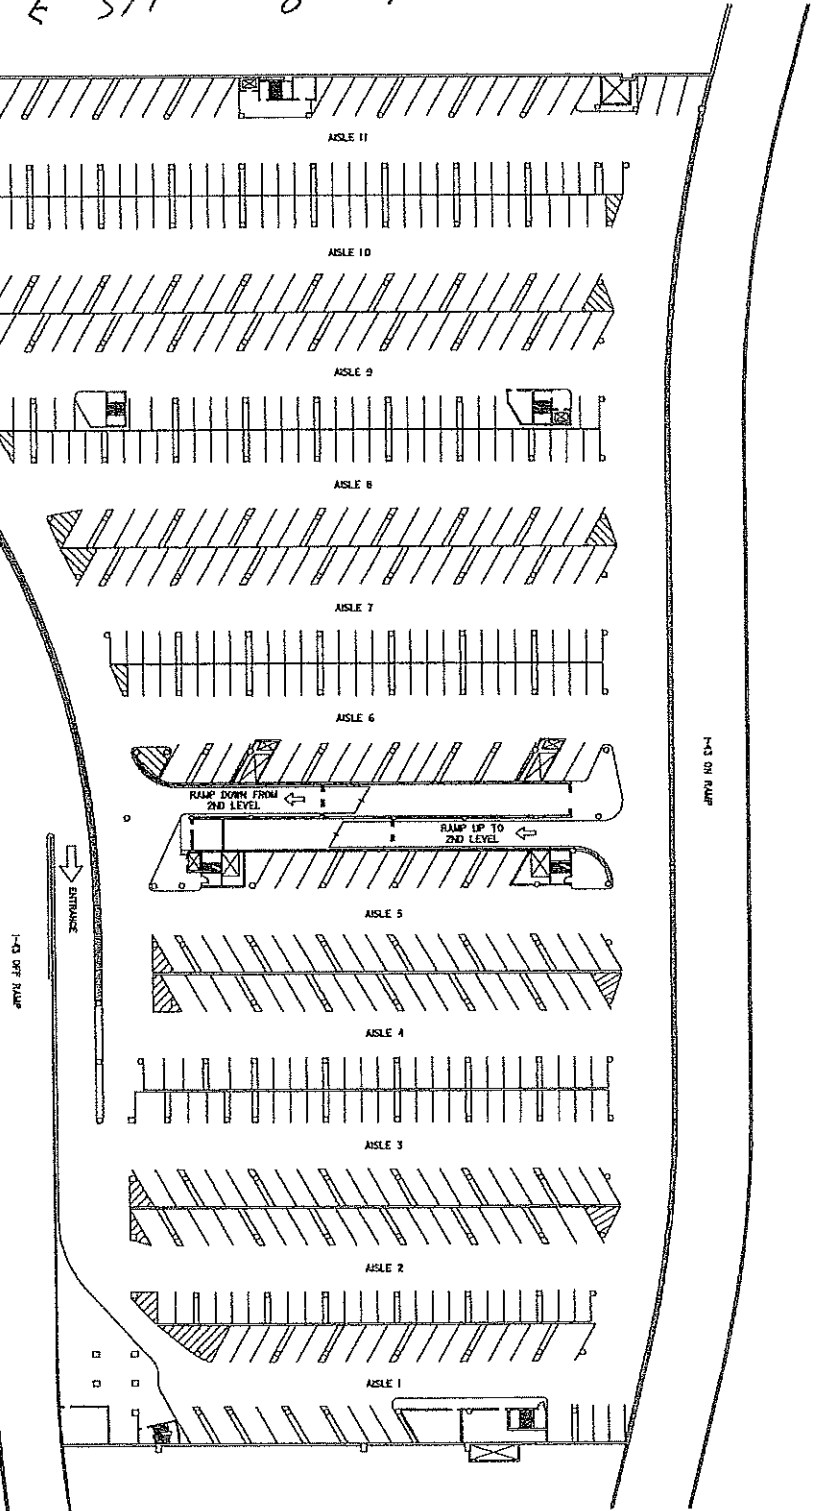 AISLE 11
AISLE 10
AISLE 9
AISLE 8
AISLE 7
AISLE 6
I-43 ON RAMP
RAMP DOWN FROM
2ND LEVEL
RAMP UP TO
2ND LEVEL
ENTRANCE
AISLE 5
I-43 OFF RAMP
AISLE 4
AISLE 3
AISLE 2
AISLE 1